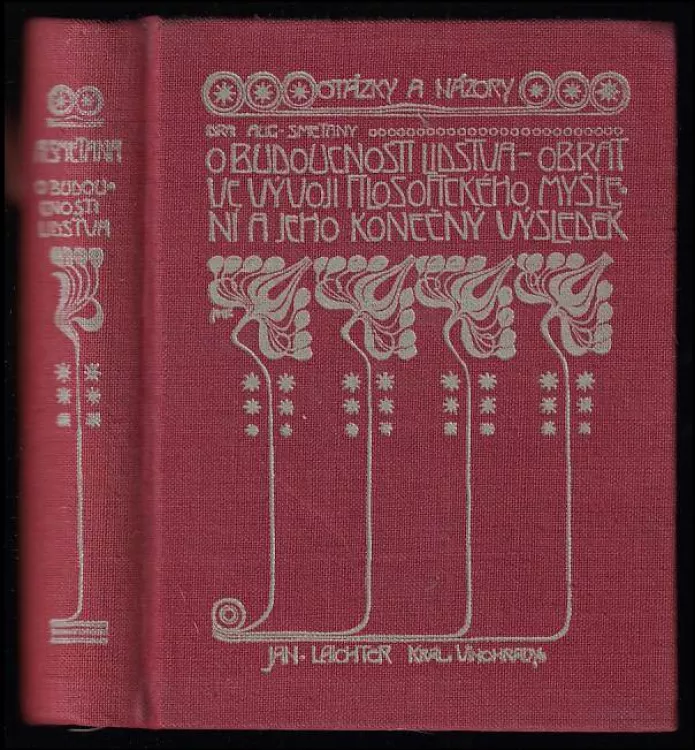 A. SMETANA
O BUDOU-
CNOSTI
LIDSTVA
OTÁZKY A NÁZORY
DRA AUG. SMETANY
O BUDOUCNOSTI LIDSTVA - OBRAT
VE VÝVOJI FILOSOFICKÉHO MYŠLE-
NÍ A JEHO KONEČNÝ VÝSLEDEK
JAN LAICHTER KRÁL. VINOHRADY